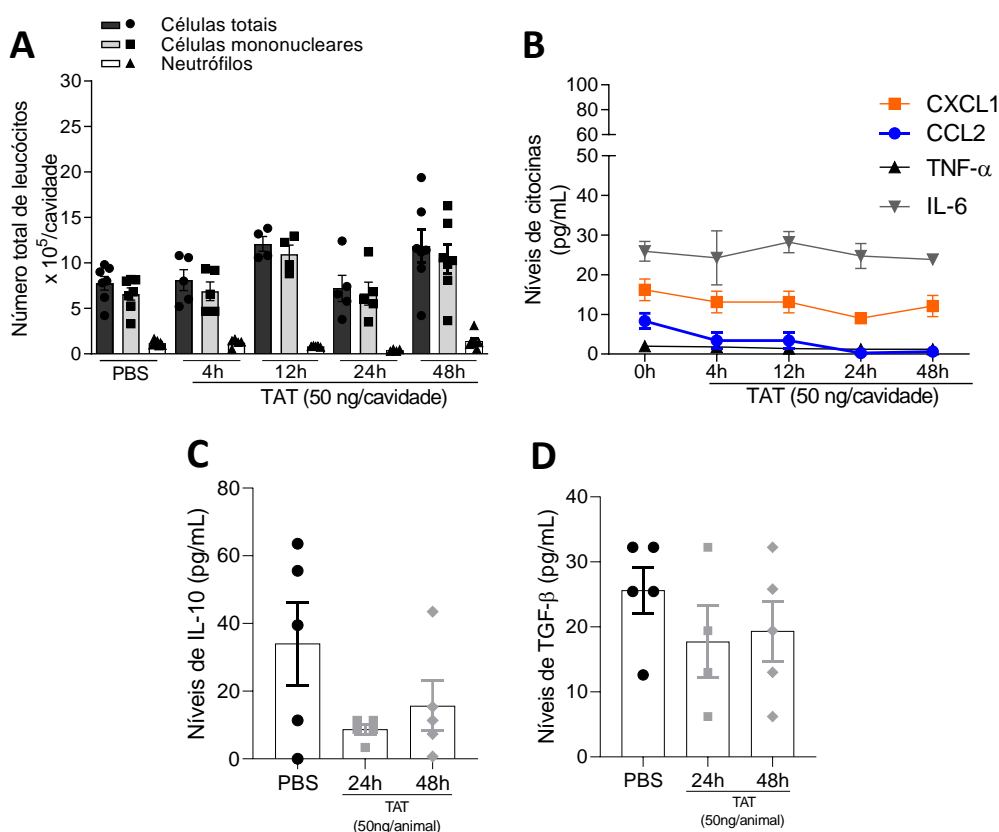 A
Células totais
Células mononucleares
Neutrófilos
Número total de leucócitos
x 10⁵/cavidade
30
25
20
15
10
5
0
PBS
4h
12h
24h
48h
TAT (50 ng/cavidade)
B
CXCL1
CCL2
TNF-α
IL-6
Níveis de citocinas
(pg/mL)
100
80
60
30
20
10
0
0h
4h
12h
24h
48h
TAT (50 ng/cavidade)
C
Níveis de IL-10 (pg/mL)
80
60
40
20
0
PBS
24h
48h
TAT
(50ng/animal)
D
Níveis de TGF-β (pg/mL)
40
30
20
10
0
PBS
24h
48h
TAT
(50ng/animal)